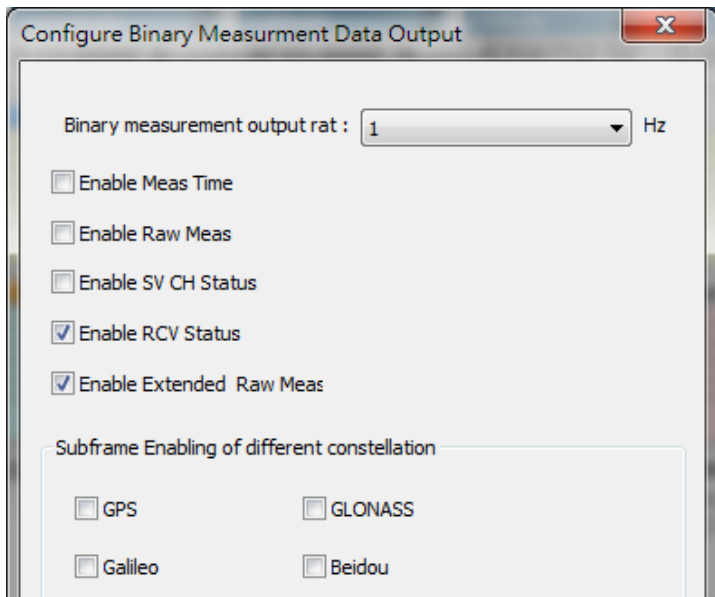 Configure Binary Measurment Data Output
Binary measurement output rat : 1 Hz
Enable Meas Time
Enable Raw Meas
Enable SV CH Status
Enable RCV Status
Enable Extended Raw Meas
Subframe Enabling of different constellation
GPS GLONASS
Galileo Beidou